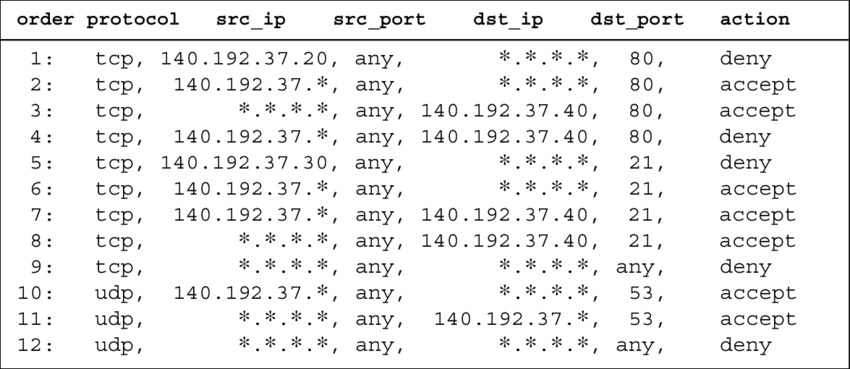 order protocol src_ip src_port dst_ip dst_port action
1: tcp, 140.192.37.20, any, *.*.*.*, 80, deny
2: tcp, 140.192.37.*, any, *.*.*.*, 80, accept
3: tcp, *.*.*.*, any, 140.192.37.40, 80, accept
4: tcp, 140.192.37.*, any, 140.192.37.40, 80, deny
5: tcp, 140.192.37.30, any, *.*.*.*, 21, deny
6: tcp, 140.192.37.*, any, *.*.*.*, 21, accept
7: tcp, 140.192.37.*, any, 140.192.37.40, 21, accept
8: tcp, *.*.*.*, any, 140.192.37.40, 21, accept
9: tcp, *.*.*.*, any, *.*.*.*, any, deny
10: udp, 140.192.37.*, any, *.*.*.*, 53, accept
11: udp, *.*.*.*, any, 140.192.37.*, 53, accept
12: udp, *.*.*.*, any, *.*.*.*, any, deny